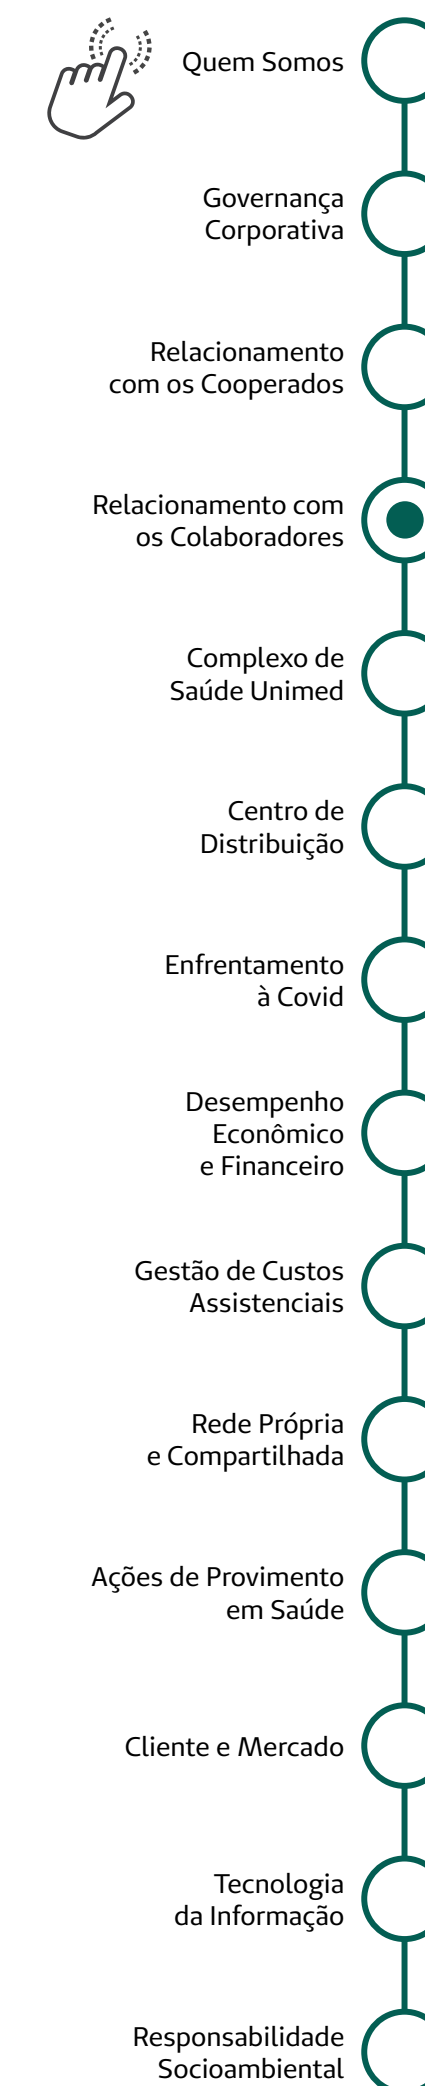 Quem Somos
Governança
Corporativa
Relacionamento
com os Cooperados
Relacionamento com
os Colaboradores
Complexo de
Saúde Unimed
Centro de
Distribuição
Enfrentamento
à Covid
Desempenho
Econômico
e Financeiro
Gestão de Custos
Assistenciais
Rede Própria
e Compartilhada
Ações de Provimento
em Saúde
Cliente e Mercado
Tecnologia
da Informação
Responsabilidade
Socioambiental